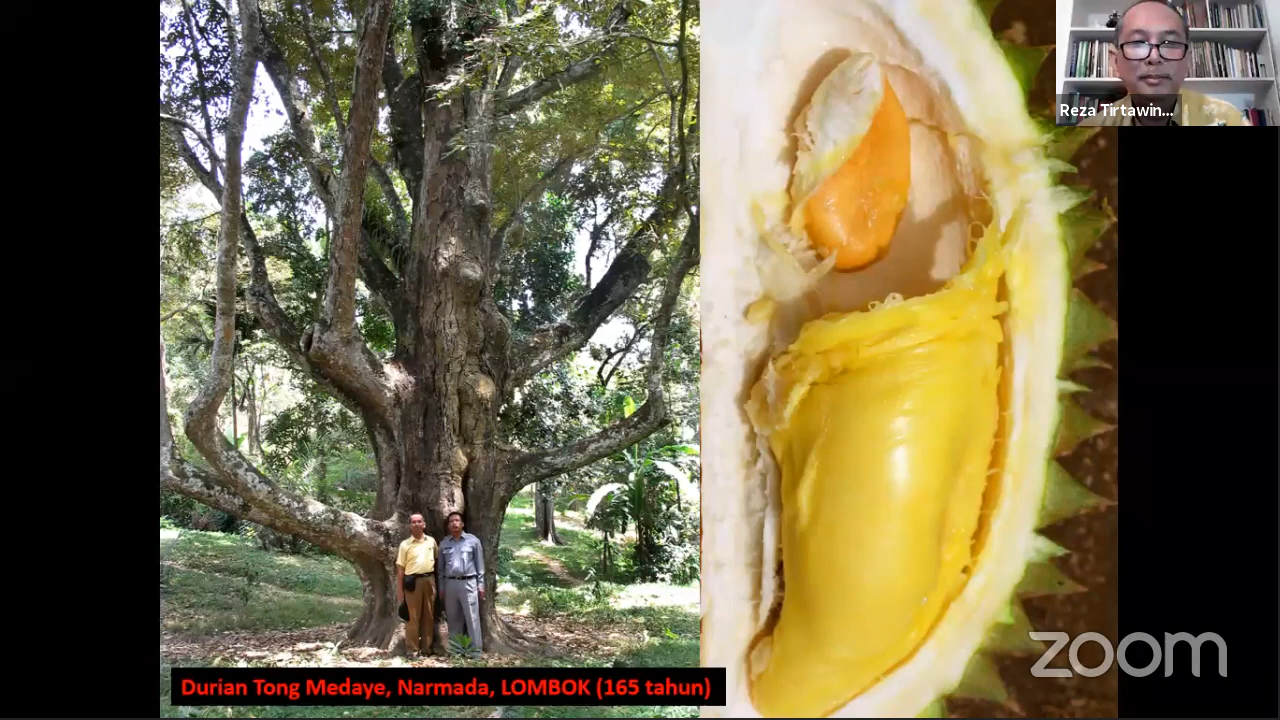 Reza Tirtawin...
Durian Tong Medaye, Narmada, LOMBOK (165 tahun)
zoom